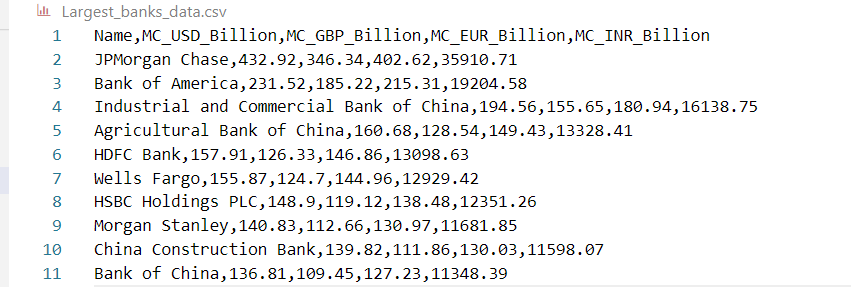 Largest_banks_data.csv
1 Name,MC_USD_Billion,MC_GBP_Billion,MC_EUR_Billion,MC_INR_Billion
2 JPMorgan Chase,432.92,346.34,402.62,35910.71
3 Bank of America,231.52,185.22,215.31,19204.58
4 Industrial and Commercial Bank of China,194.56,155.65,180.94,16138.75
5 Agricultural Bank of China,160.68,128.54,149.43,13328.41
6 HDFC Bank,157.91,126.33,146.86,13098.63
7 Wells Fargo,155.87,124.7,144.96,12929.42
8 HSBC Holdings PLC,148.9,119.12,138.48,12351.26
9 Morgan Stanley,140.83,112.66,130.97,11681.85
10 China Construction Bank,139.82,111.86,130.03,11598.07
11 Bank of China,136.81,109.45,127.23,11348.39